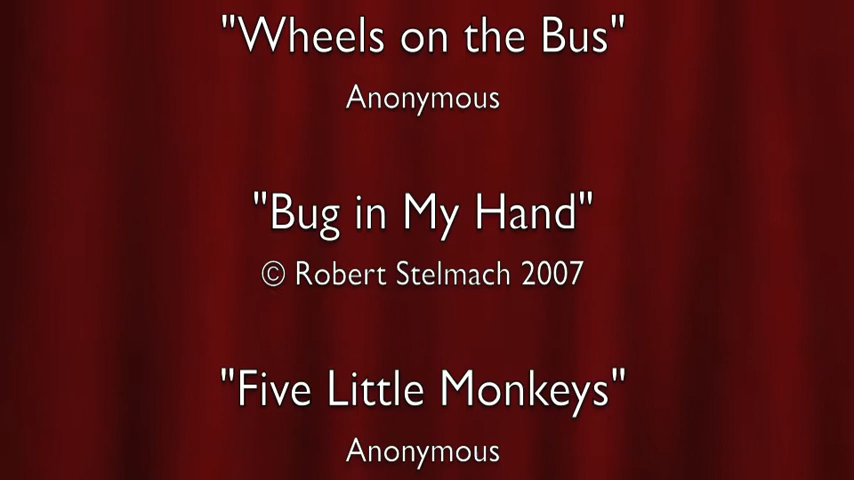 "Wheels on the Bus"
Anonymous
"Bug in My Hand"
© Robert Stelmach 2007
"Five Little Monkeys"
Anonymous